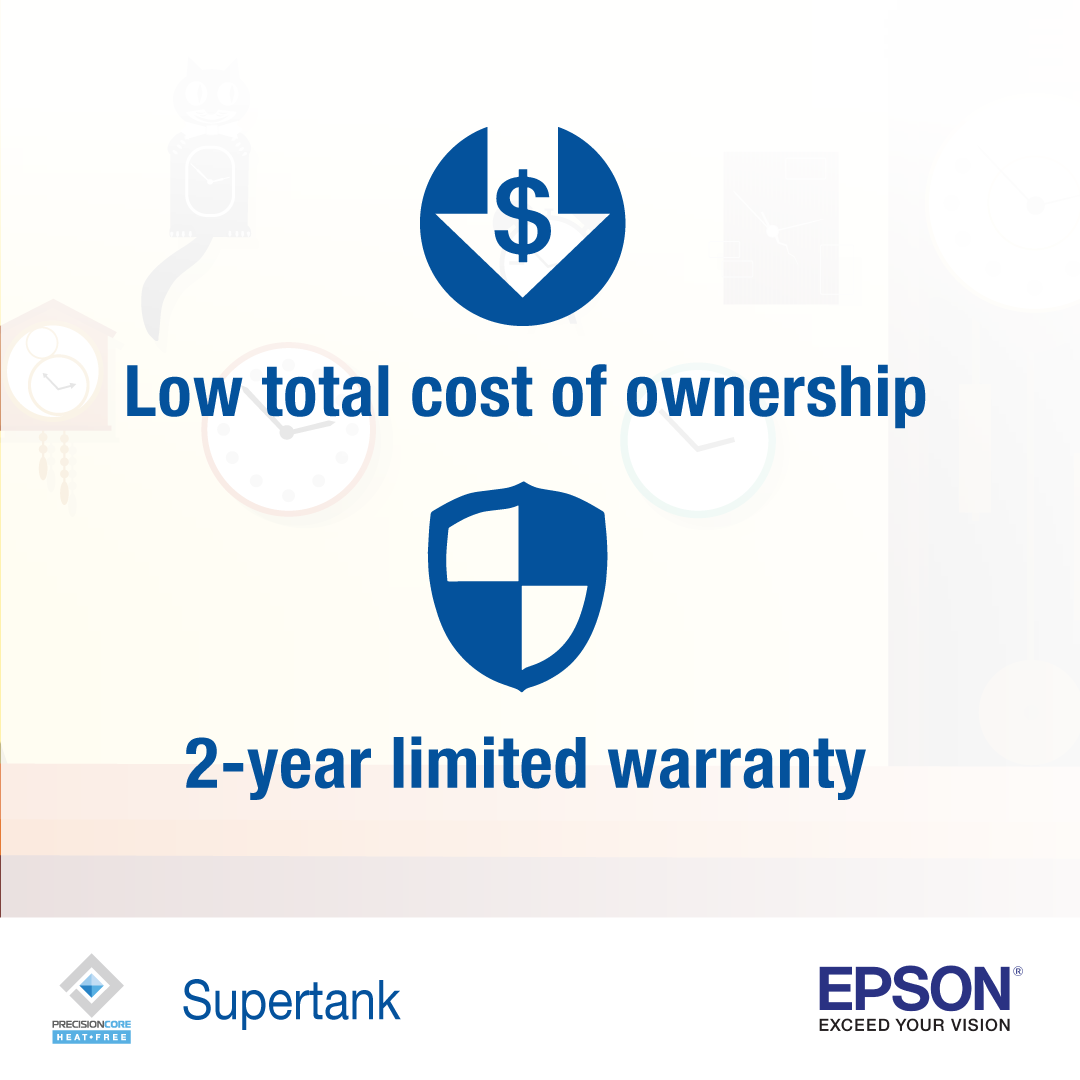 $
Low total cost of ownership
2-year limited warranty
PRECISIONCORE
HEAT•FREE
Supertank
EPSON®
EXCEED YOUR VISION